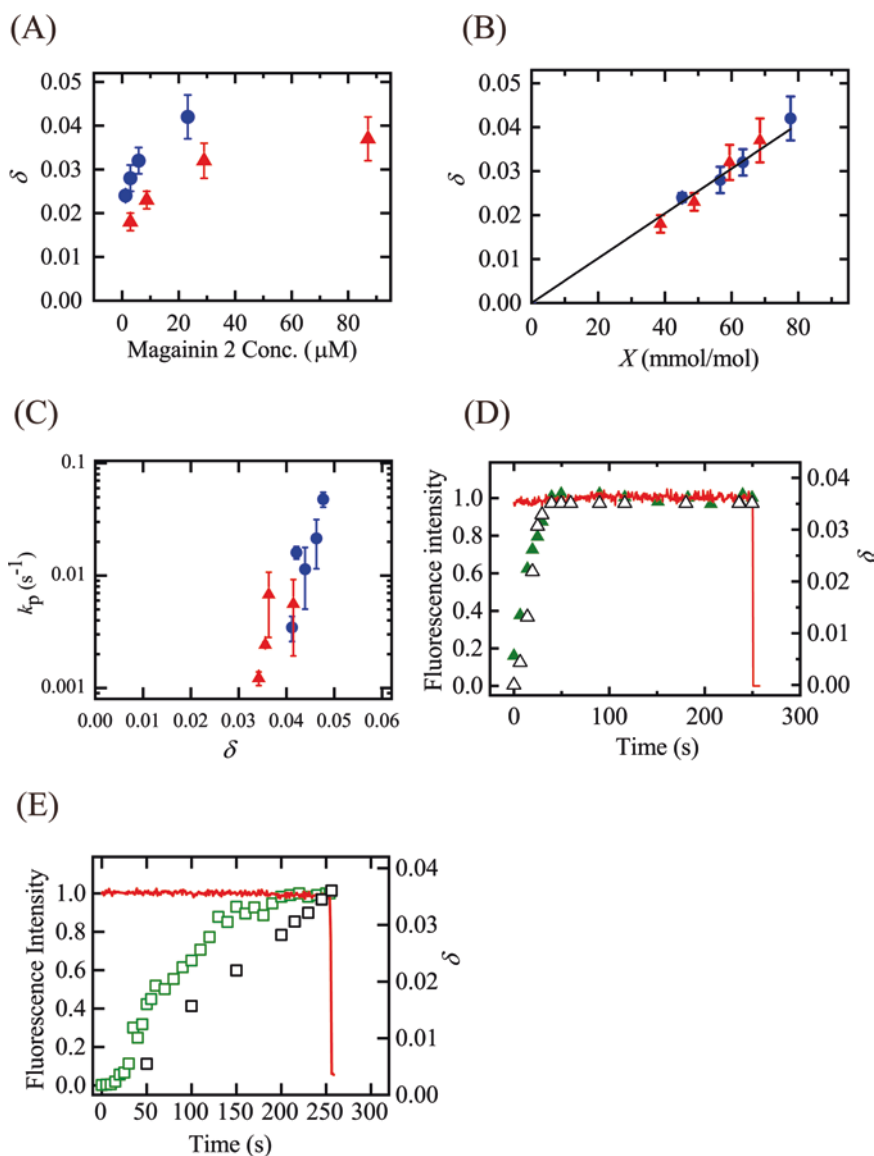 (A)
(B)
0.05
0.04
0.03
0.02
0.01
0.00
δ
0 20 40 60 80
Magainin 2 Conc. (μM)
0.05
0.04
0.03
0.02
0.01
0.00
δ
0 20 40 60 80
X (mmol/mol)
(C)
(D)
0.1
0.01
0.001
kp (s⁻¹)
0.00 0.01 0.02 0.03 0.04 0.05 0.06
δ
Fluorescence intensity
1.0
0.8
0.6
0.4
0.2
0.0
0.04
0.03
0.02
0.01
0.00
δ
0 100 200 300
Time (s)
(E)
Fluorescence Intensity
1.0
0.8
0.6
0.4
0.2
0.0
0.04
0.03
0.02
0.01
0.00
δ
0 50 100 150 200 250 300
Time (s)